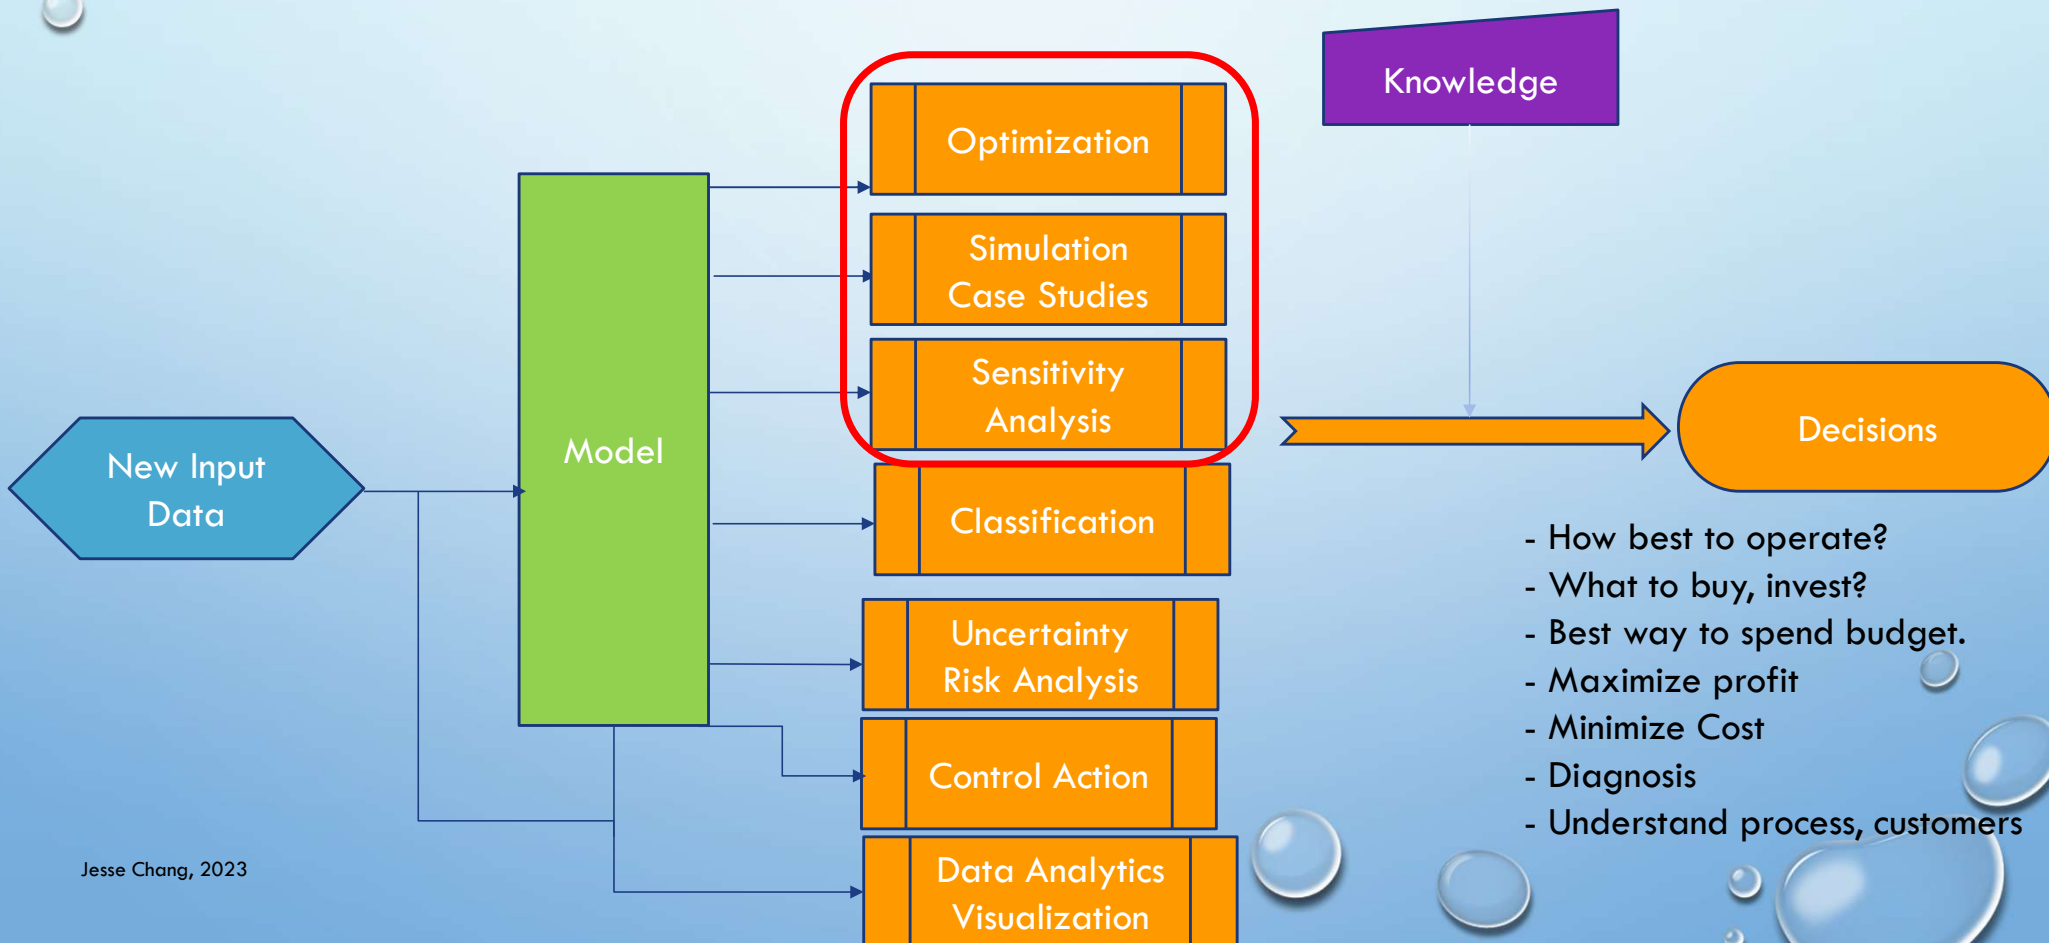 Knowledge
Optimization
Simulation
Case Studies
Sensitivity
Analysis
Model
New Input
Data
Classification
Decisions
Uncertainty
Risk Analysis
Control Action
Data Analytics
Visualization
- How best to operate?
- What to buy, invest?
- Best way to spend budget.
- Maximize profit
- Minimize Cost
- Diagnosis
- Understand process, customers
Jesse Chang, 2023